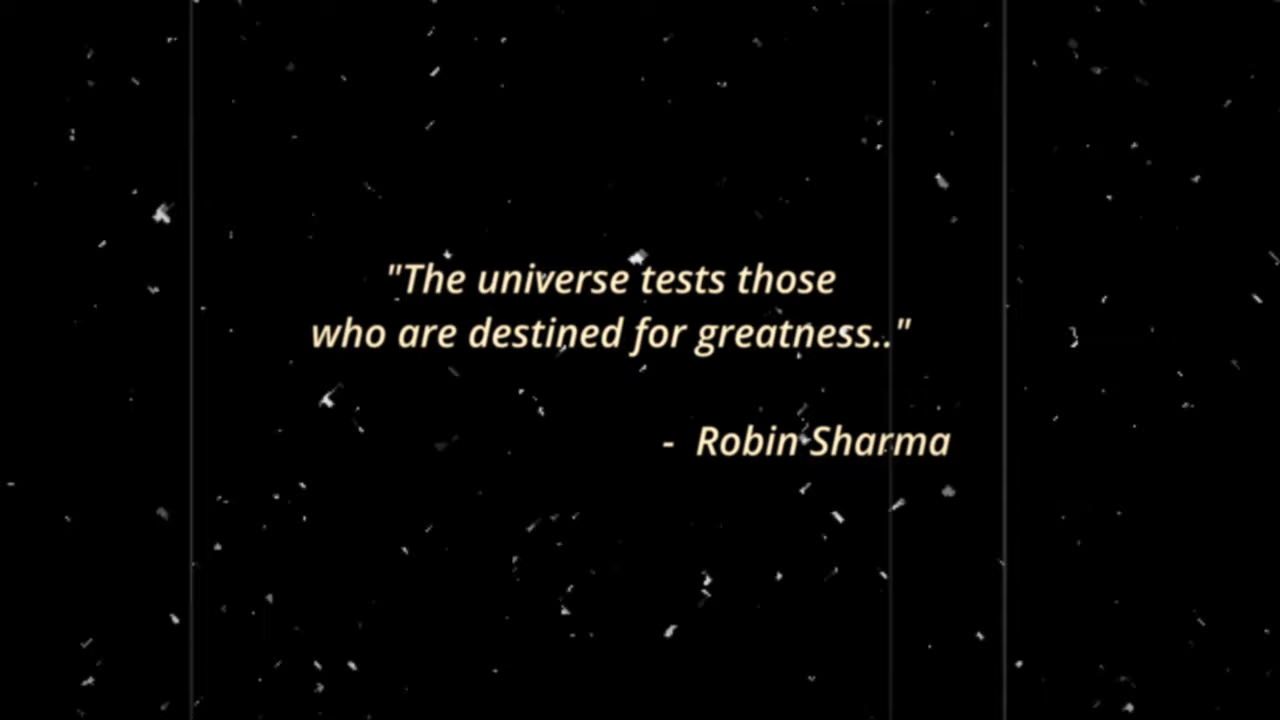 "The universe tests those
who are destined for greatness.."
- Robin Sharma